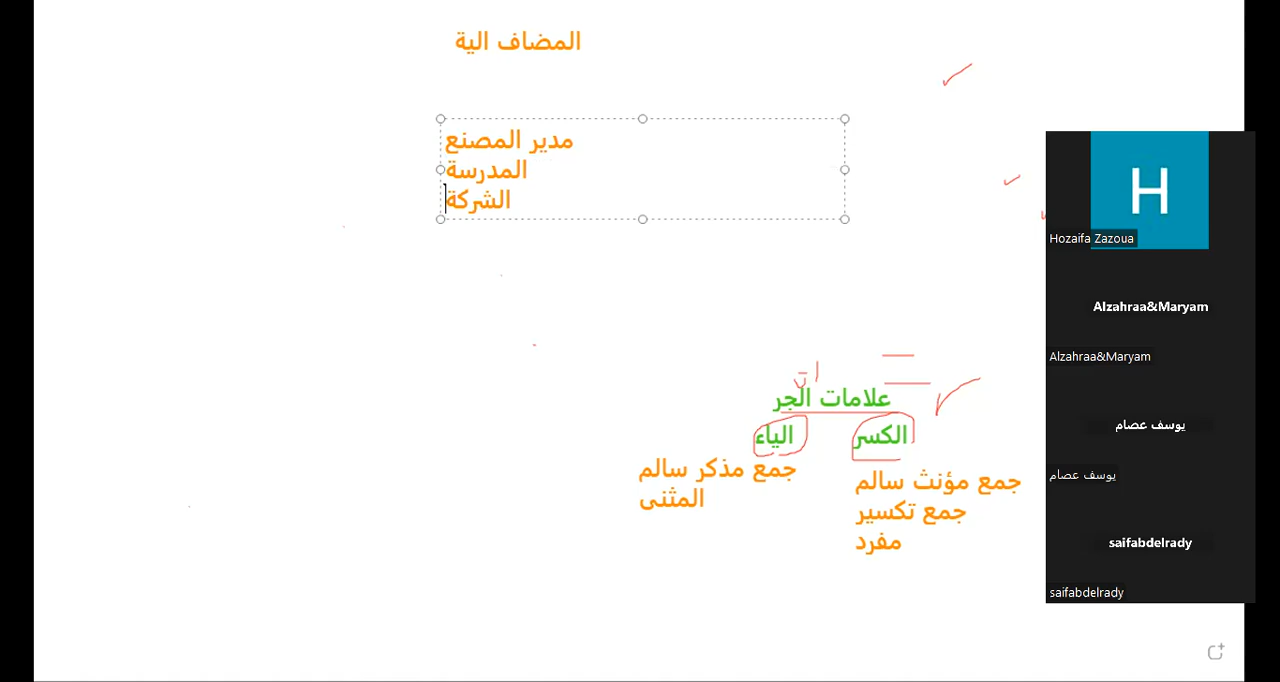 المضاف الية
مدير المصنع
المدرسة
الشركة
علامات الجر
الكسر
الياء
جمع مؤنث سالم
جمع تكسير
مفرد
جمع مذكر سالم
المثنى
H
Hozaifa Zazoua
Alzahraa&Maryam
Alzahraa&Maryam
يوسف عصام
يوسف عصام
saifabdelrady
saifabdelrady